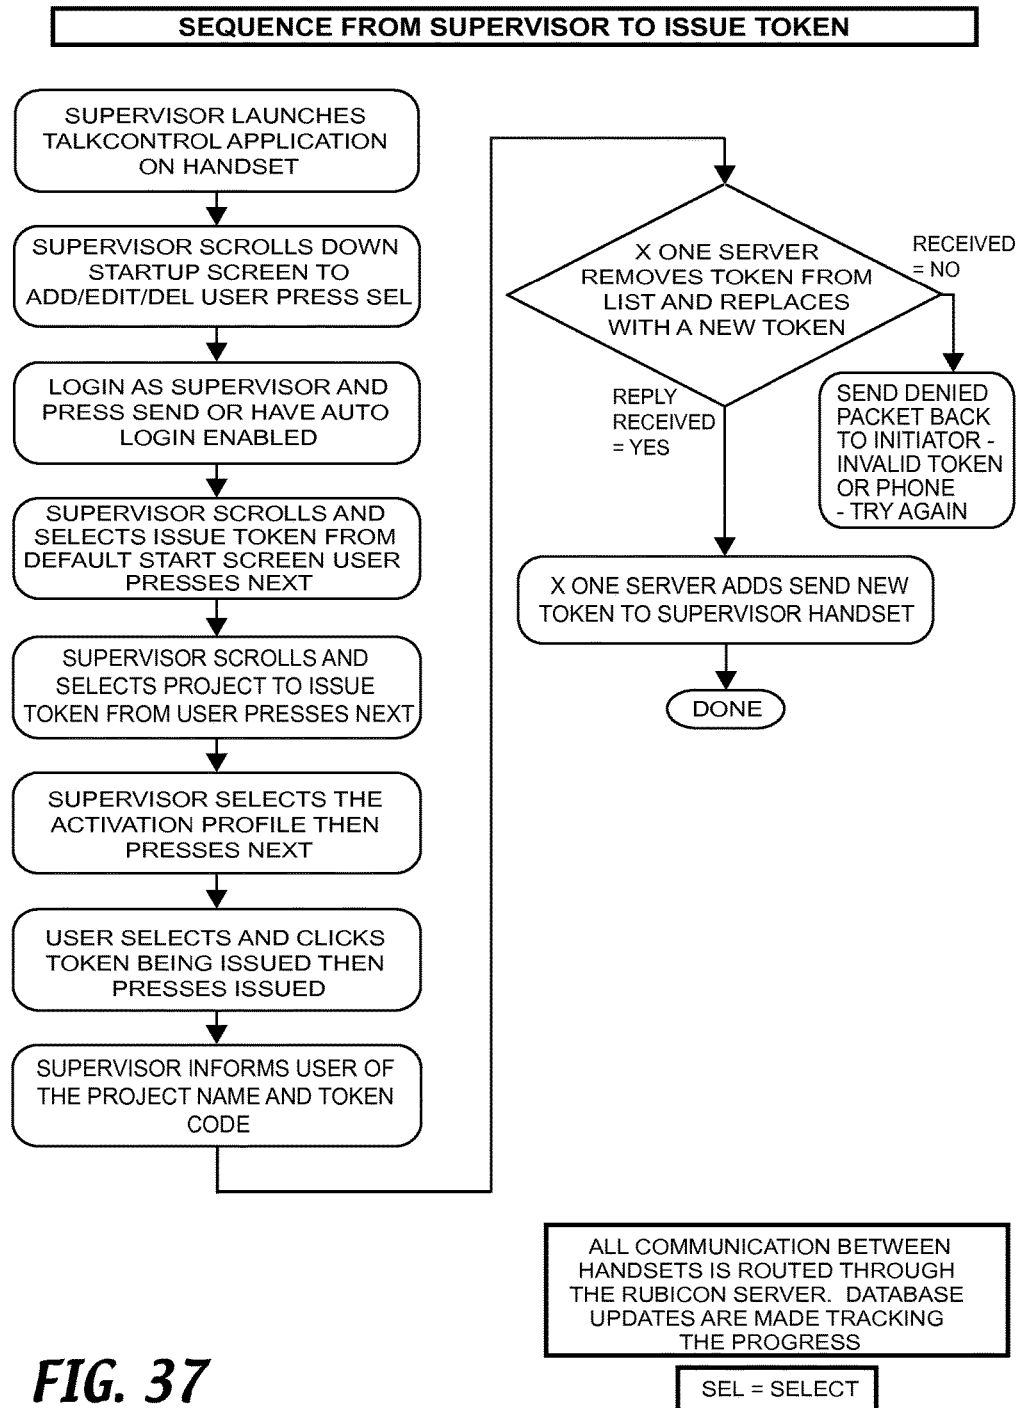 SEQUENCE FROM SUPERVISOR TO ISSUE TOKEN
SUPERVISOR LAUNCHES
TALKCONTROL APPLICATION
ON HANDSET
SUPERVISOR SCROLLS DOWN
STARTUP SCREEN TO
ADD/EDIT/DEL USER PRESS SEL
LOGIN AS SUPERVISOR AND
PRESS SEND OR HAVE AUTO
LOGIN ENABLED
SUPERVISOR SCROLLS AND
SELECTS ISSUE TOKEN FROM
DEFAULT START SCREEN USER
PRESSES NEXT
SUPERVISOR SCROLLS AND
SELECTS PROJECT TO ISSUE
TOKEN FROM USER PRESSES NEXT
SUPERVISOR SELECTS THE
ACTIVATION PROFILE THEN
PRESSES NEXT
USER SELECTS AND CLICKS
TOKEN BEING ISSUED THEN
PRESSES ISSUED
SUPERVISOR INFORMS USER OF
THE PROJECT NAME AND TOKEN
CODE
X ONE SERVER
REMOVES TOKEN FROM
LIST AND REPLACES
WITH A NEW TOKEN
RECEIVED
= NO
SEND DENIED
PACKET BACK
TO INITIATOR -
INVALID TOKEN
OR PHONE
- TRY AGAIN
REPLY
RECEIVED
= YES
X ONE SERVER ADDS SEND NEW
TOKEN TO SUPERVISOR HANDSET
DONE
ALL COMMUNICATION BETWEEN
HANDSETS IS ROUTED THROUGH
THE RUBICON SERVER. DATABASE
UPDATES ARE MADE TRACKING
THE PROGRESS
SEL = SELECT
FIG. 37